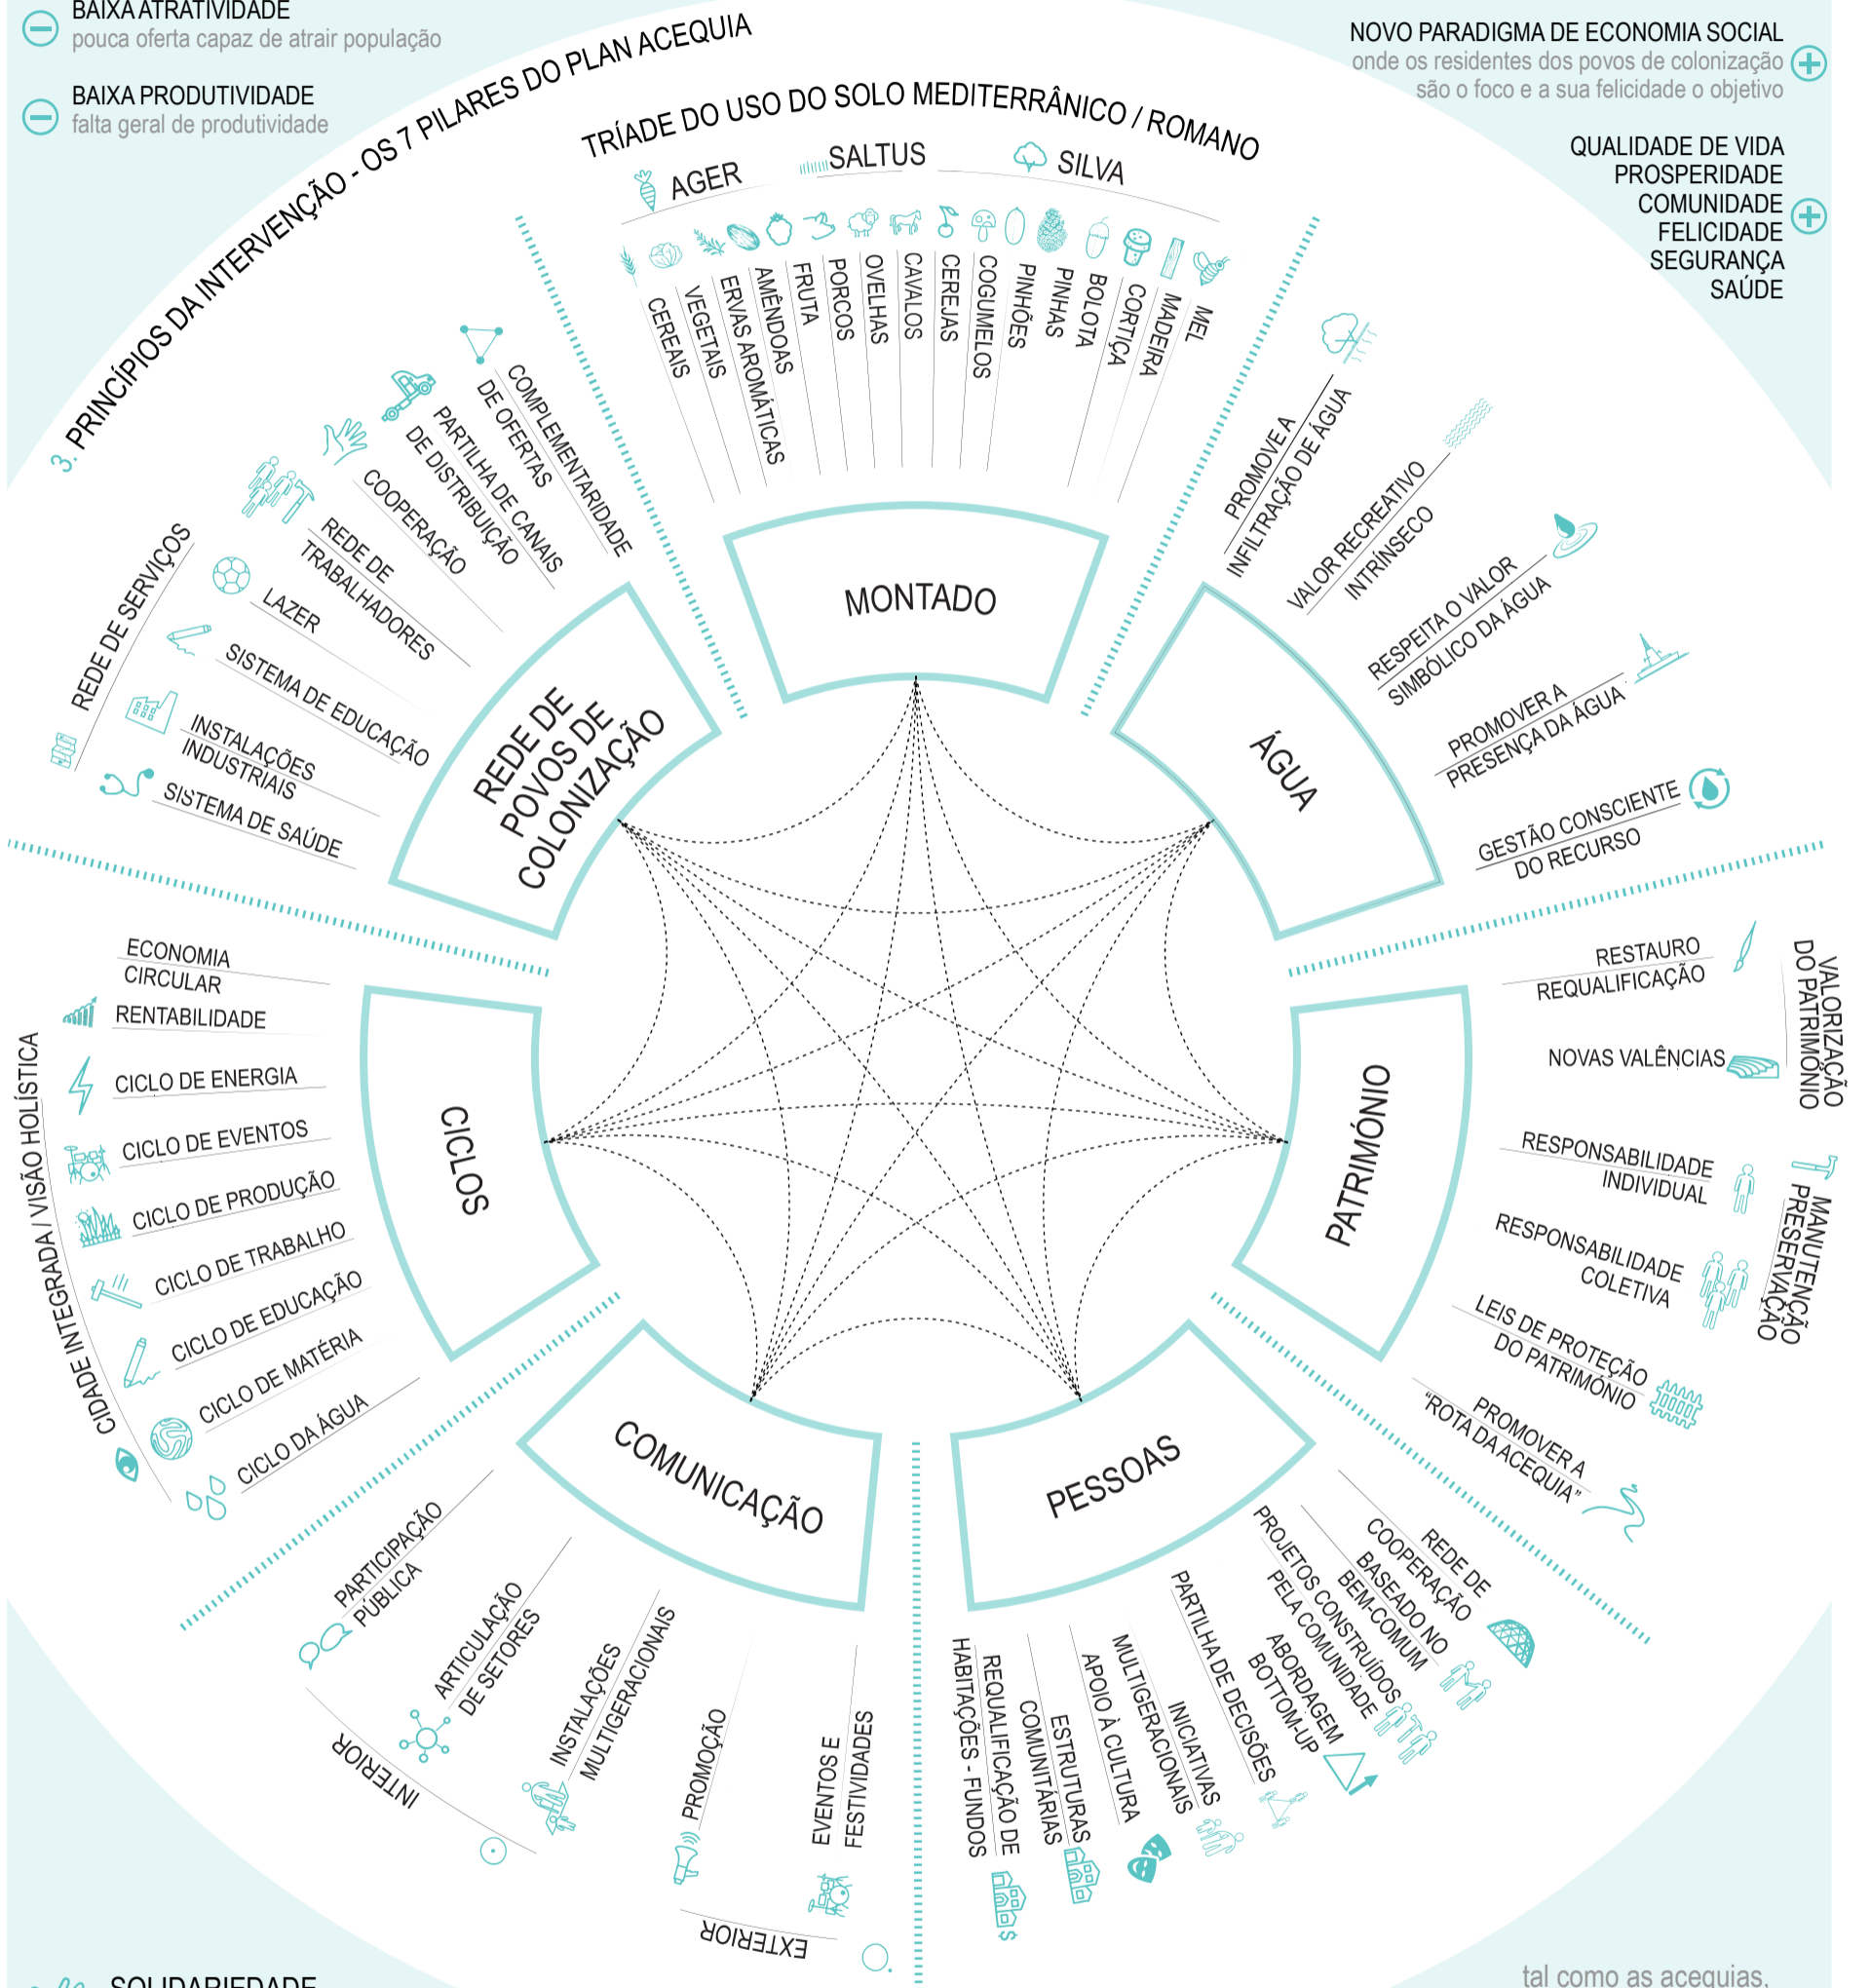 BAIXA ATRATIVIDADE
pouca oferta capaz de atrair população
BAIXA PRODUTIVIDADE
falta geral de produtividade
NOVO PARADIGMA DE ECONOMIA SOCIAL
onde os residentes dos povos de colonização
são o foco e a sua felicidade o objetivo
QUALIDADE DE VIDA
PROSPERIDADE
COMUNIDADE
FELICIDADE
SEGURANÇA
SAÚDE
3. PRINCÍPIOS DA INTERVENÇÃO - OS 7 PILARES DO PLAN ACEQUIA
TRÍADE DO USO DO SOLO MEDITERRÂNICO / ROMANO
AGER
SALTUS
SILVA
CEREAIS
VEGETAIS
ERVAS AROMÁTICAS
AMÊNDOAS
FRUTA
PORCOS
OVELHAS
CAVALOS
CEREJAS
COGUMELOS
PINHÕES
PINHAS
BOLOTA
CORTIÇA
MADEIRA
MEL
MONTADO
PROMOVE A
INFILTRAÇÃO DE ÁGUA
VALOR RECREATIVO
INTRÍNSECO
RESPEITA O VALOR
SIMBÓLICO DA ÁGUA
PROMOVER A
PRESENÇA DA ÁGUA
GESTÃO CONSCIENTE
DO RECURSO
ÁGUA
RESTAURO
REQUALIFICAÇÃO
NOVAS VALÊNCIAS
VALORIZAÇÃO
DO PATRIMÓNIO
RESPONSABILIDADE
INDIVIDUAL
RESPONSABILIDADE
COLETIVA
LEIS DE PROTEÇÃO
DO PATRIMÓNIO
MANUTENÇÃO
PRESERVAÇÃO
PROMOVER A
“ROTA DA ACEQUIA”
PATRIMÓNIO
REDE DE
COOPERAÇÃO
BASEADO NO
BEM-COMUM
PROJETOS CONSTRUÍDOS
PELA COMUNIDADE
ABORDAGEM
BOTTOM-UP
PARTILHA DE DECISÕES
INICIATIVAS
MULTIGERACIONAIS
APOIO À CULTURA
ESTRUTURAS
COMUNITÁRIAS
REQUALIFICAÇÃO DE
HABITAÇÕES - FUNDOS
$
PESSOAS
EVENTOS E
FESTIVIDADES
PROMOÇÃO
EXTERIOR
INSTALAÇÕES
MULTIGERACIONAIS
ARTICULAÇÃO
DE SETORES
PARTICIPAÇÃO
PÚBLICA
INTERIOR
COMUNICAÇÃO
CICLO DA ÁGUA
CICLO DE MATÉRIA
CICLO DE EDUCAÇÃO
CICLO DE TRABALHO
CICLO DE PRODUÇÃO
CICLO DE EVENTOS
CICLO DE ENERGIA
RENTABILIDADE
ECONOMIA
CIRCULAR
CIDADE INTEGRADA / VISÃO HOLÍSTICA
CICLOS
SISTEMA DE SAÚDE
INSTALAÇÕES
INDUSTRIAIS
SISTEMA DE EDUCAÇÃO
LAZER
REDE DE SERVIÇOS
REDE DE
TRABALHADORES
COOPERAÇÃO
PARTILHA DE CANAIS
DE DISTRIBUIÇÃO
COMPLEMENTARIDADE
DE OFERTAS
REDE DE
POVOS DE
COLONIZAÇÃO
SOLIDARIEDADE
tal como as acequias,